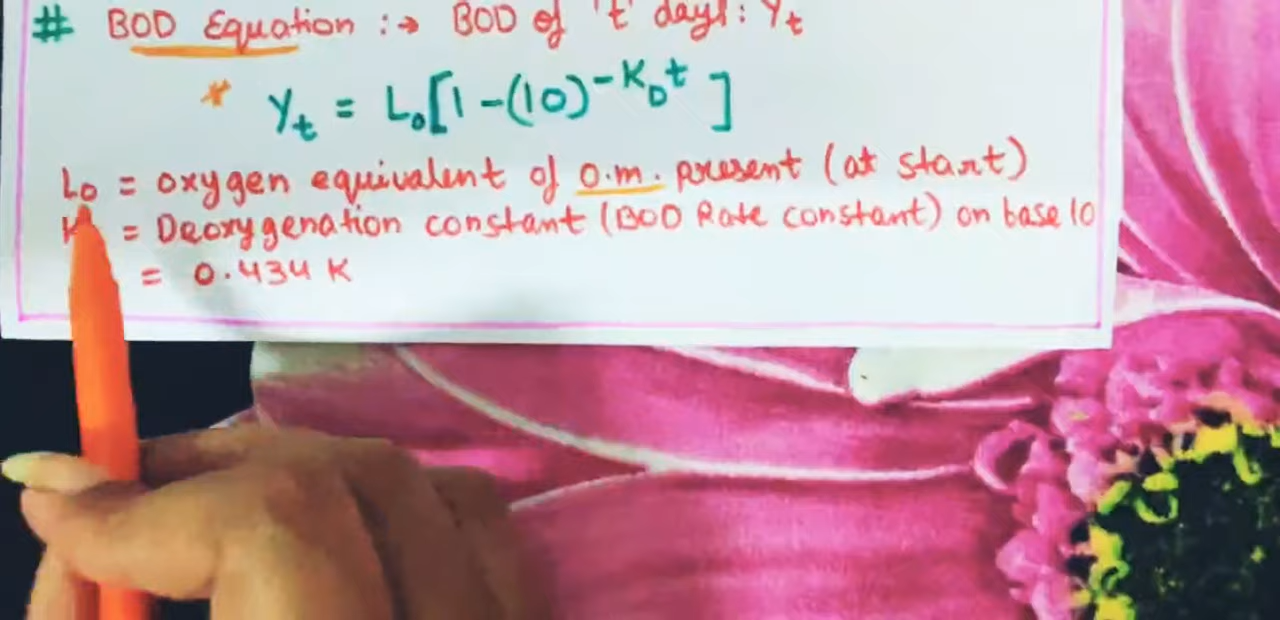 # BOD Equation :→ BOD of 't' days: Yt
* Yt = Lo[1-(10)^-KDt]
Lo = oxygen equivalent of o.m. present (at start)
K = Deoxygenation constant (BOD Rate constant) on base 10
= 0.434 K